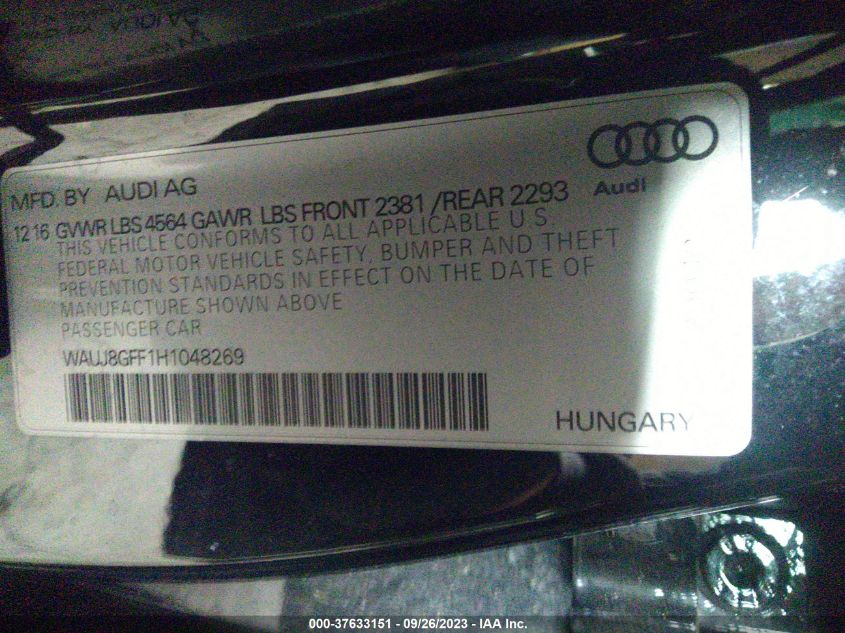 Audi
MFD. BY AUDI AG
12 16 GVWR LBS 4564 GAWR LBS FRONT 2381 /REAR 2293
THIS VEHICLE CONFORMS TO ALL APPLICABLE U.S.
FEDERAL MOTOR VEHICLE SAFETY, BUMPER AND THEFT
PREVENTION STANDARDS IN EFFECT ON THE DATE OF
MANUFACTURE SHOWN ABOVE
PASSENGER CAR
WAUJ8GFF1H1048269
HUNGARY
000-37633151 - 09/26/2023 - IAA Inc.